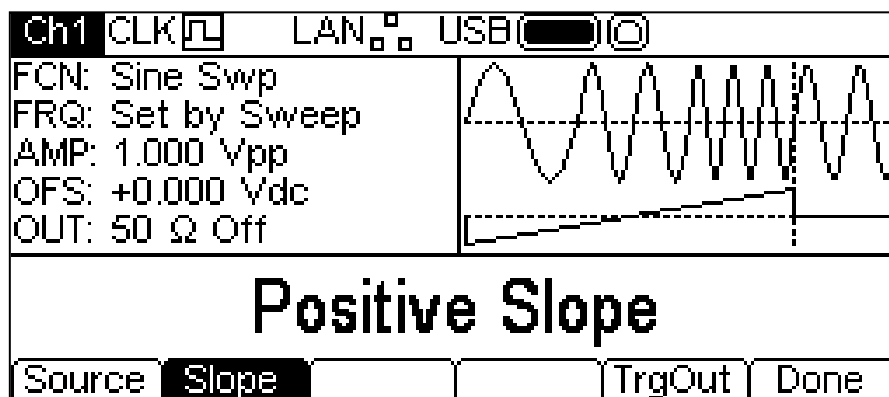 Ch1 CLK LAN USB
FCN: Sine Swp
FRQ: Set by Sweep
AMP: 1.000 Vpp
OFS: +0.000 Vdc
OUT: 50 Ω Off
Positive Slope
Source Slope TrgOut Done